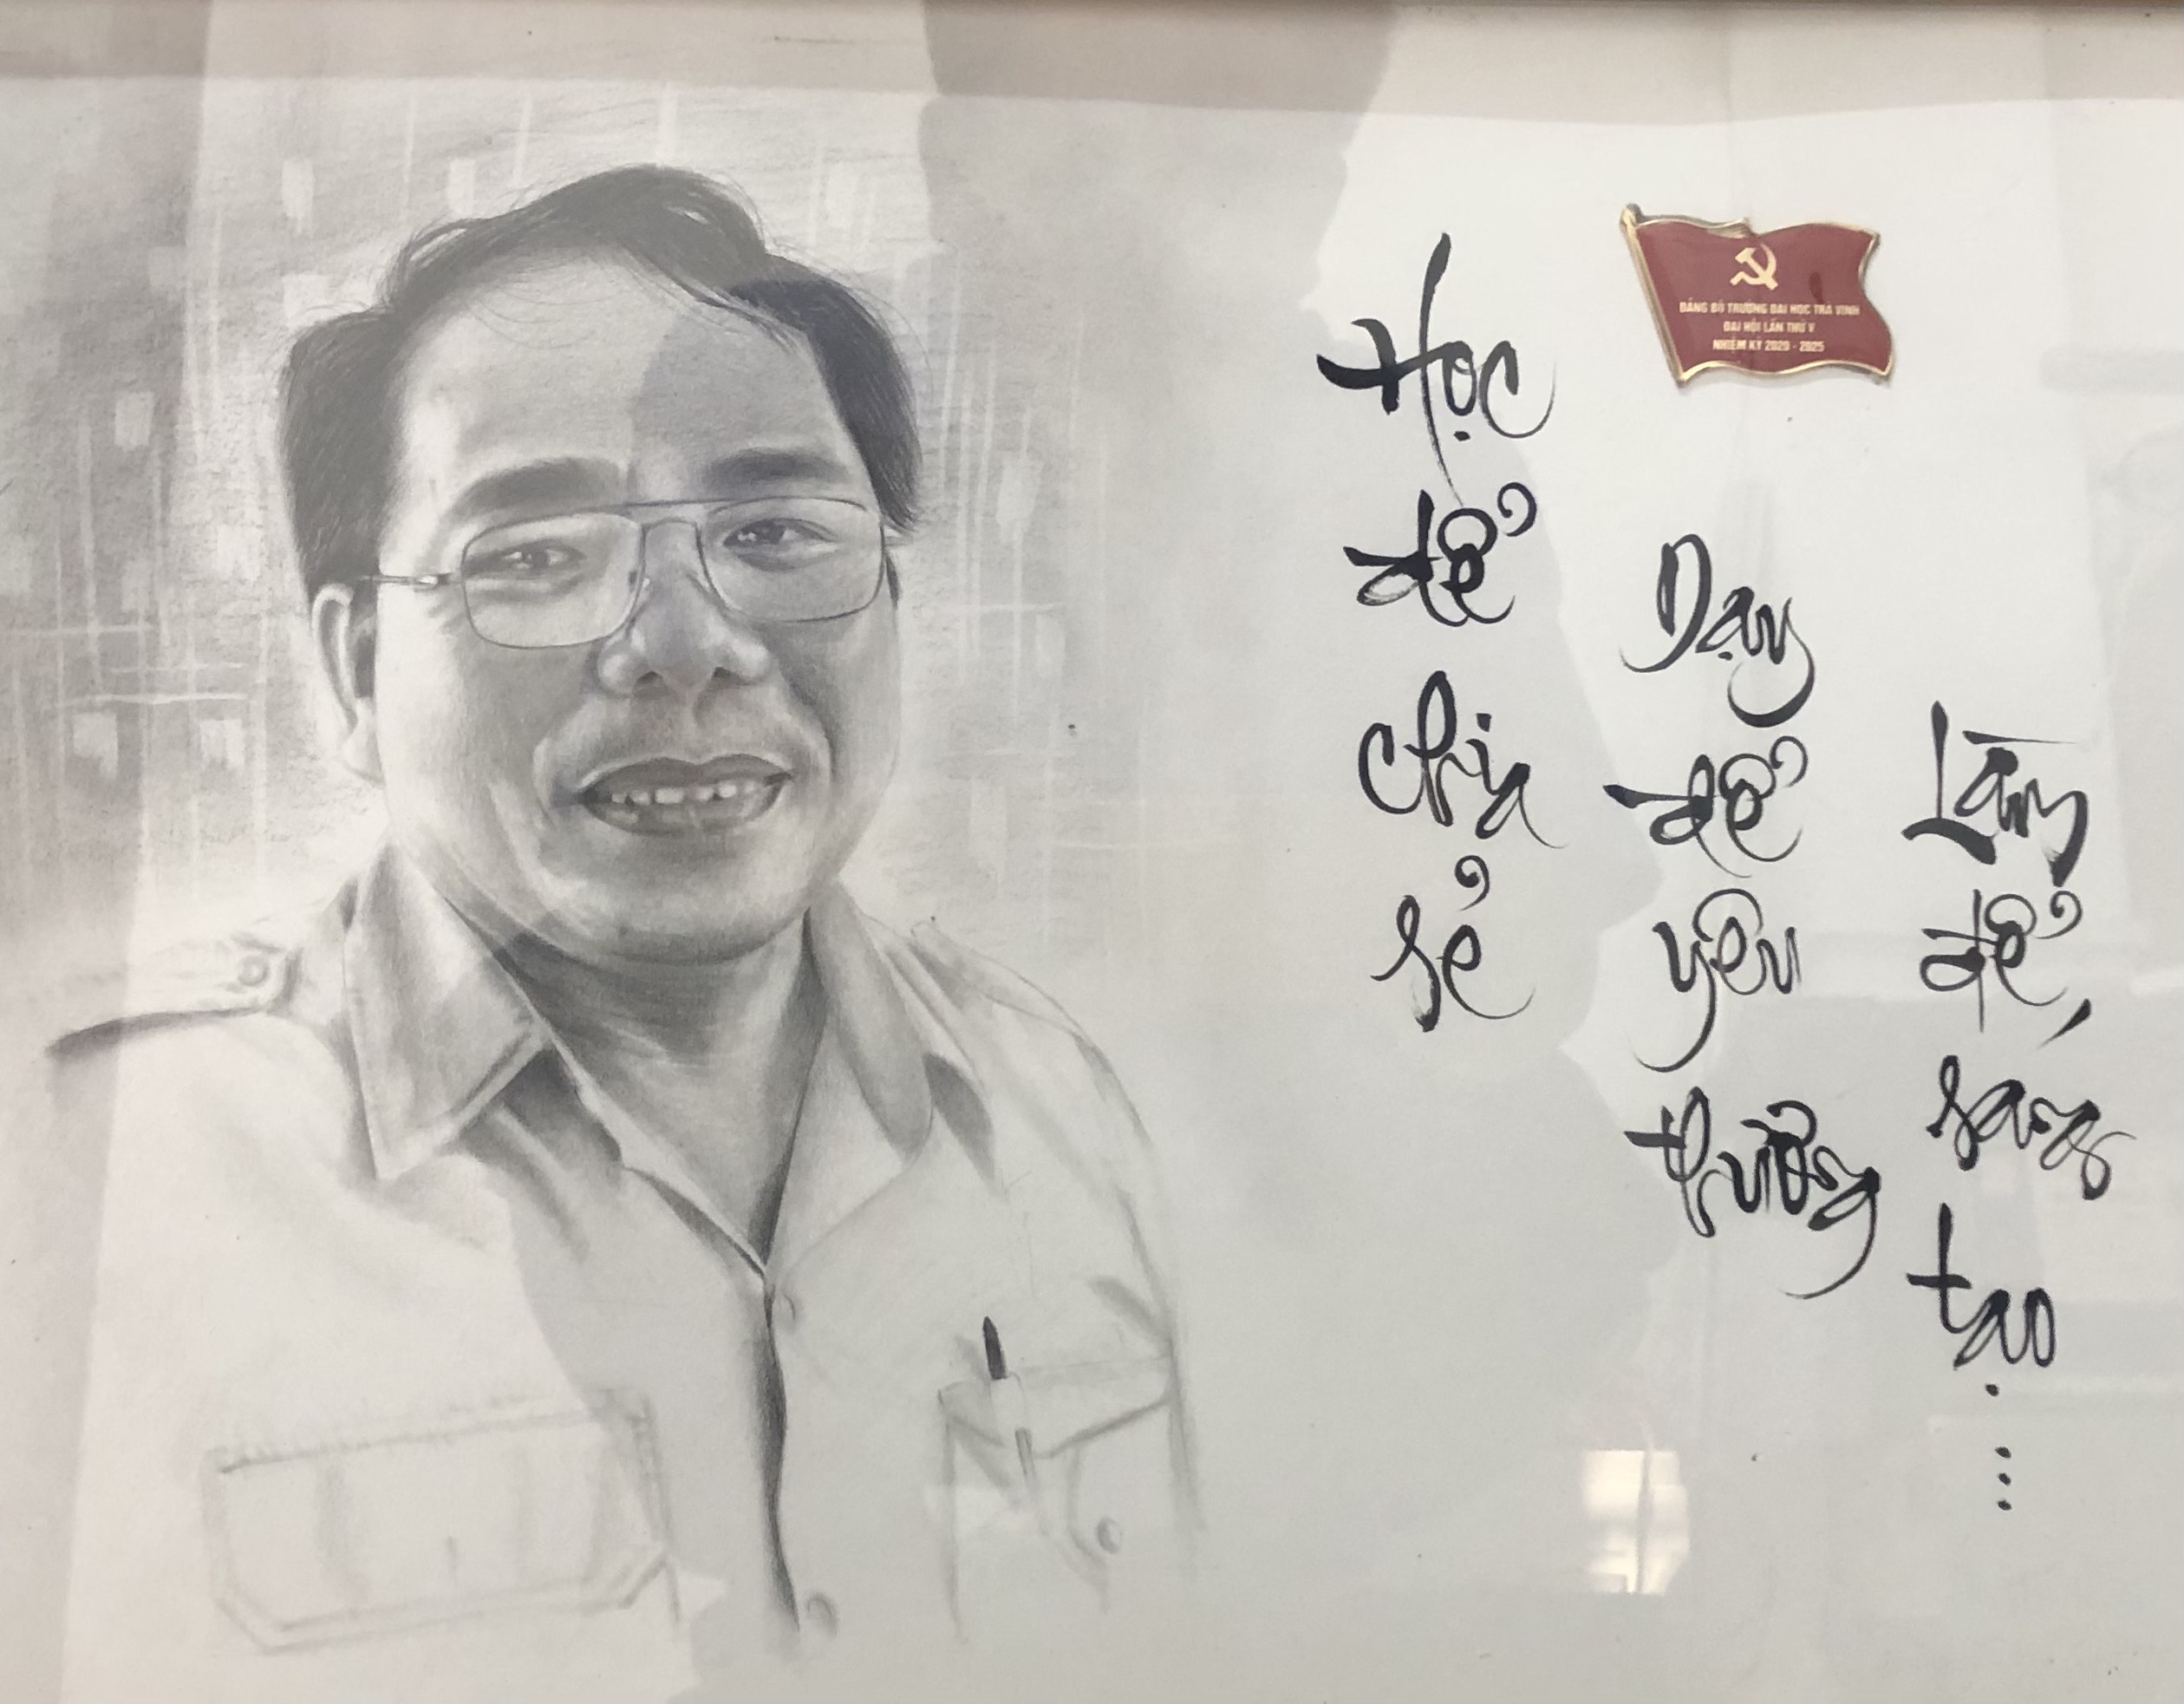 ĐẢNG BỘ TRƯỜNG ĐẠI HỌC TRÀ VINH
ĐẠI HỘI LẦN THỨ V
NHIỆM KỲ 2020 - 2025
Học
để
chia
sẻ
Dạy
để
yêu
thương
Làm
để
sáng
tạo...